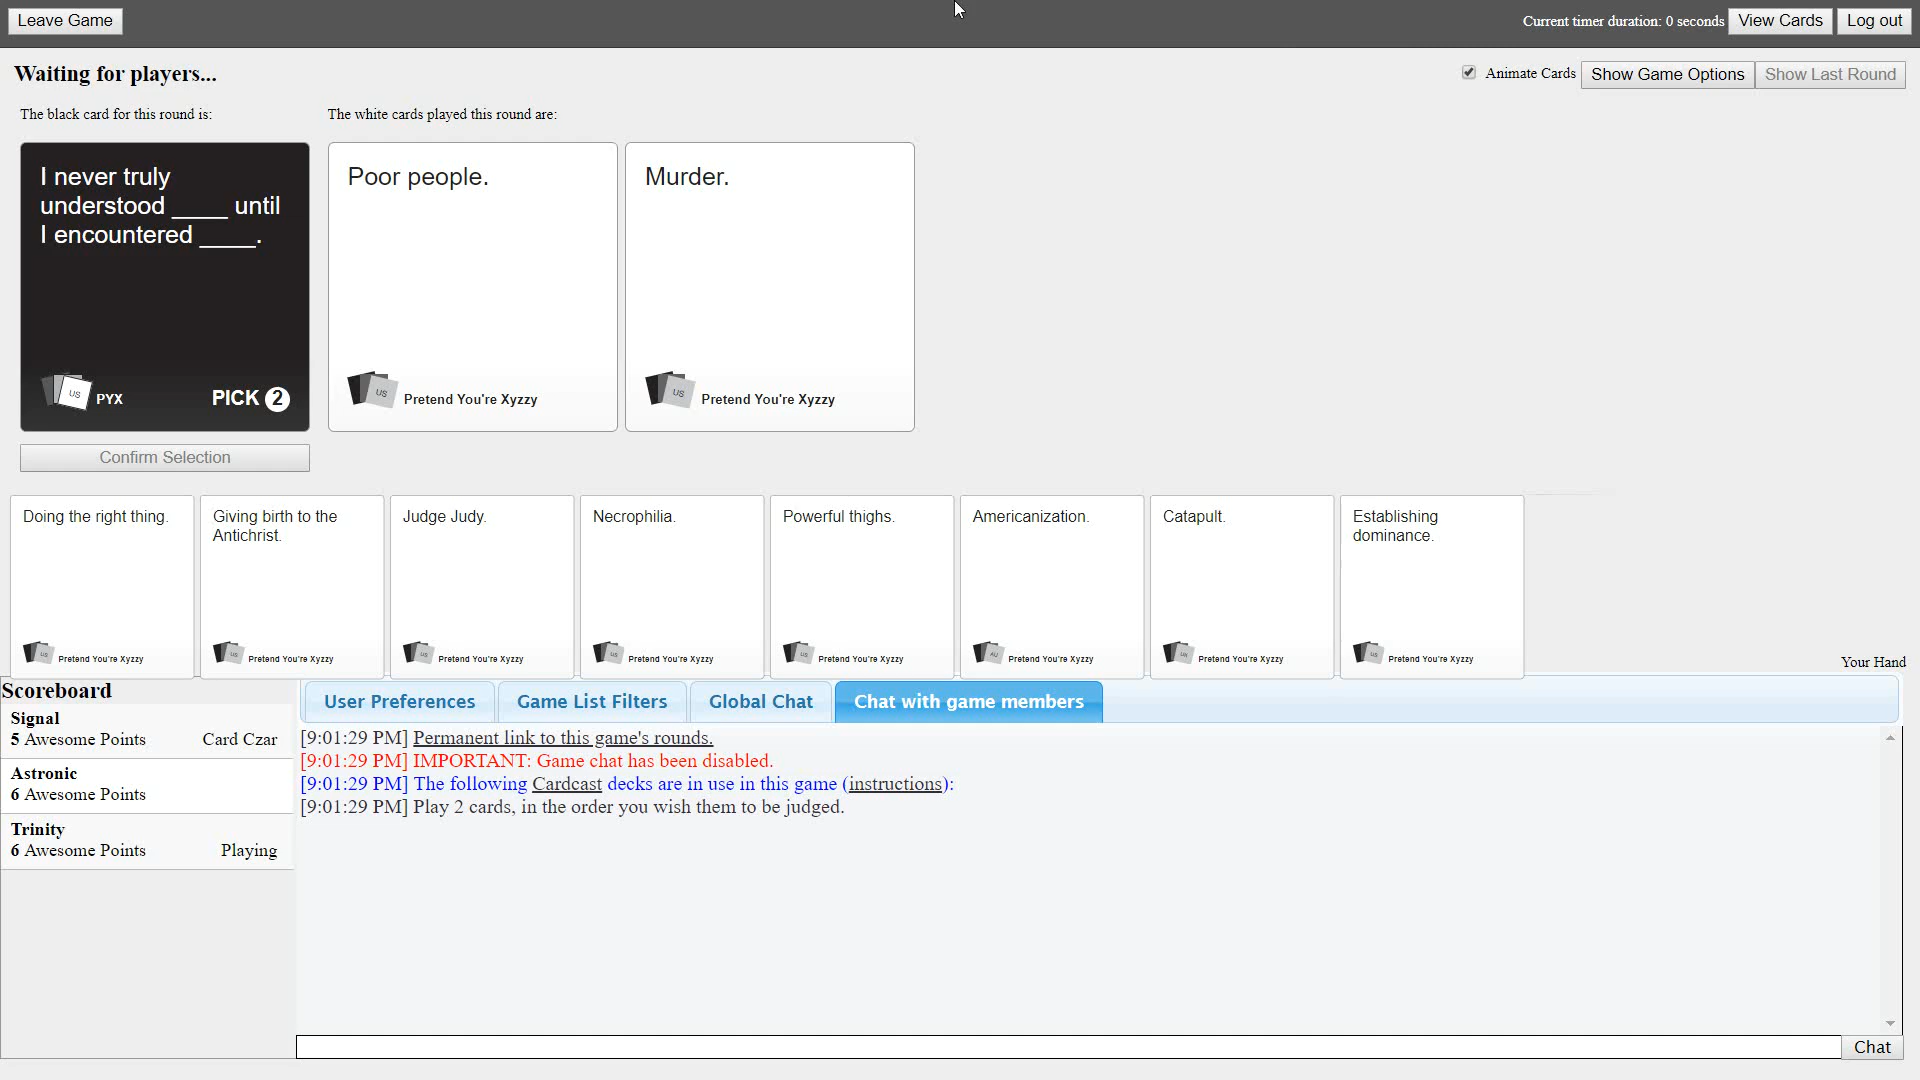 Leave Game
Current timer duration: 0 seconds
View Cards
Log out
Waiting for players...
Animate Cards
Show Game Options
Show Last Round
The black card for this round is:
The white cards played this round are:
I never truly
understood ____ until
I encountered ____.
US
PYX
PICK 2
Poor people.
US
Pretend You're Xyzzy
Murder.
US
Pretend You're Xyzzy
Confirm Selection
Doing the right thing.
US
Pretend You're Xyzzy
Giving birth to the
Antichrist.
US
Pretend You're Xyzzy
Judge Judy.
US
Pretend You're Xyzzy
Necrophilia.
US
Pretend You're Xyzzy
Powerful thighs.
US
Pretend You're Xyzzy
Americanization.
AU
Pretend You're Xyzzy
Catapult.
UK
Pretend You're Xyzzy
Establishing
dominance.
US
Pretend You're Xyzzy
Your Hand
Scoreboard
Signal
5 Awesome Points
Card Czar
Astronic
6 Awesome Points
Trinity
6 Awesome Points
Playing
User Preferences
Game List Filters
Global Chat
Chat with game members
[9:01:29 PM] Permanent link to this game's rounds.
[9:01:29 PM] IMPORTANT: Game chat has been disabled.
[9:01:29 PM] The following Cardcast decks are in use in this game (instructions):
[9:01:29 PM] Play 2 cards, in the order you wish them to be judged.
Chat